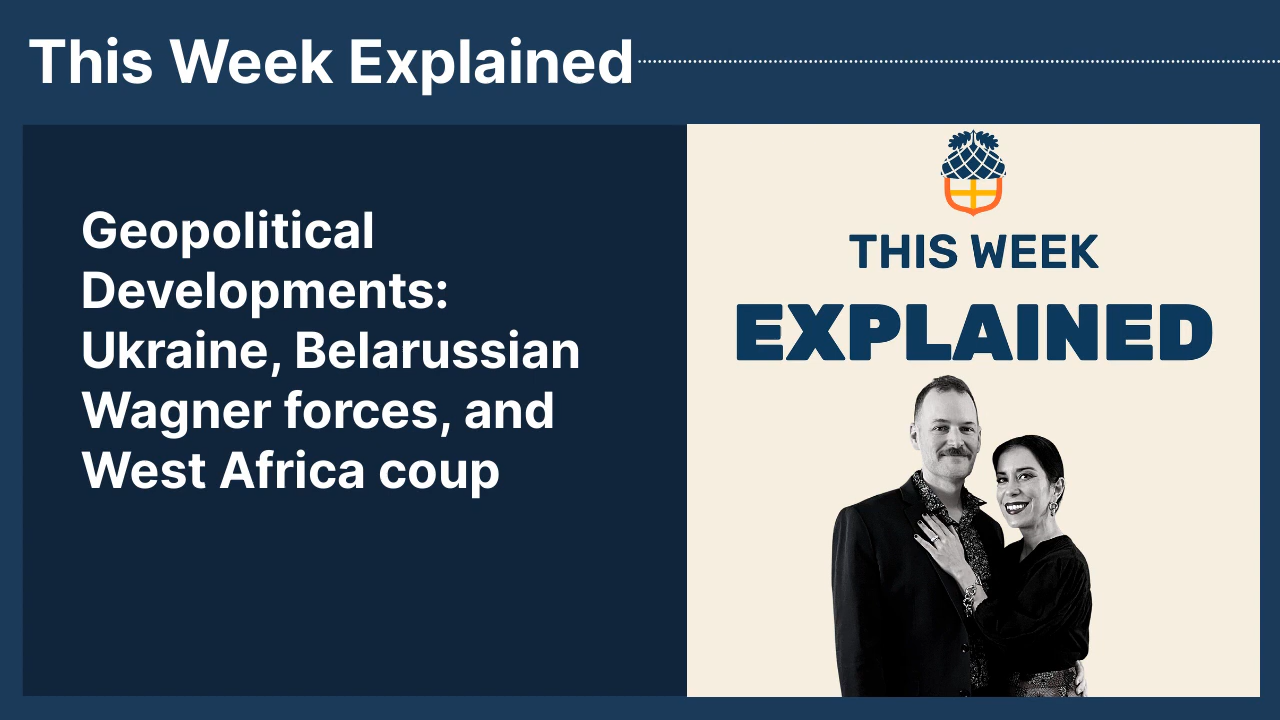 This Week Explained
Geopolitical
Developments:
Ukraine, Belarussian
Wagner forces, and
West Africa coup
THIS WEEK
EXPLAINED